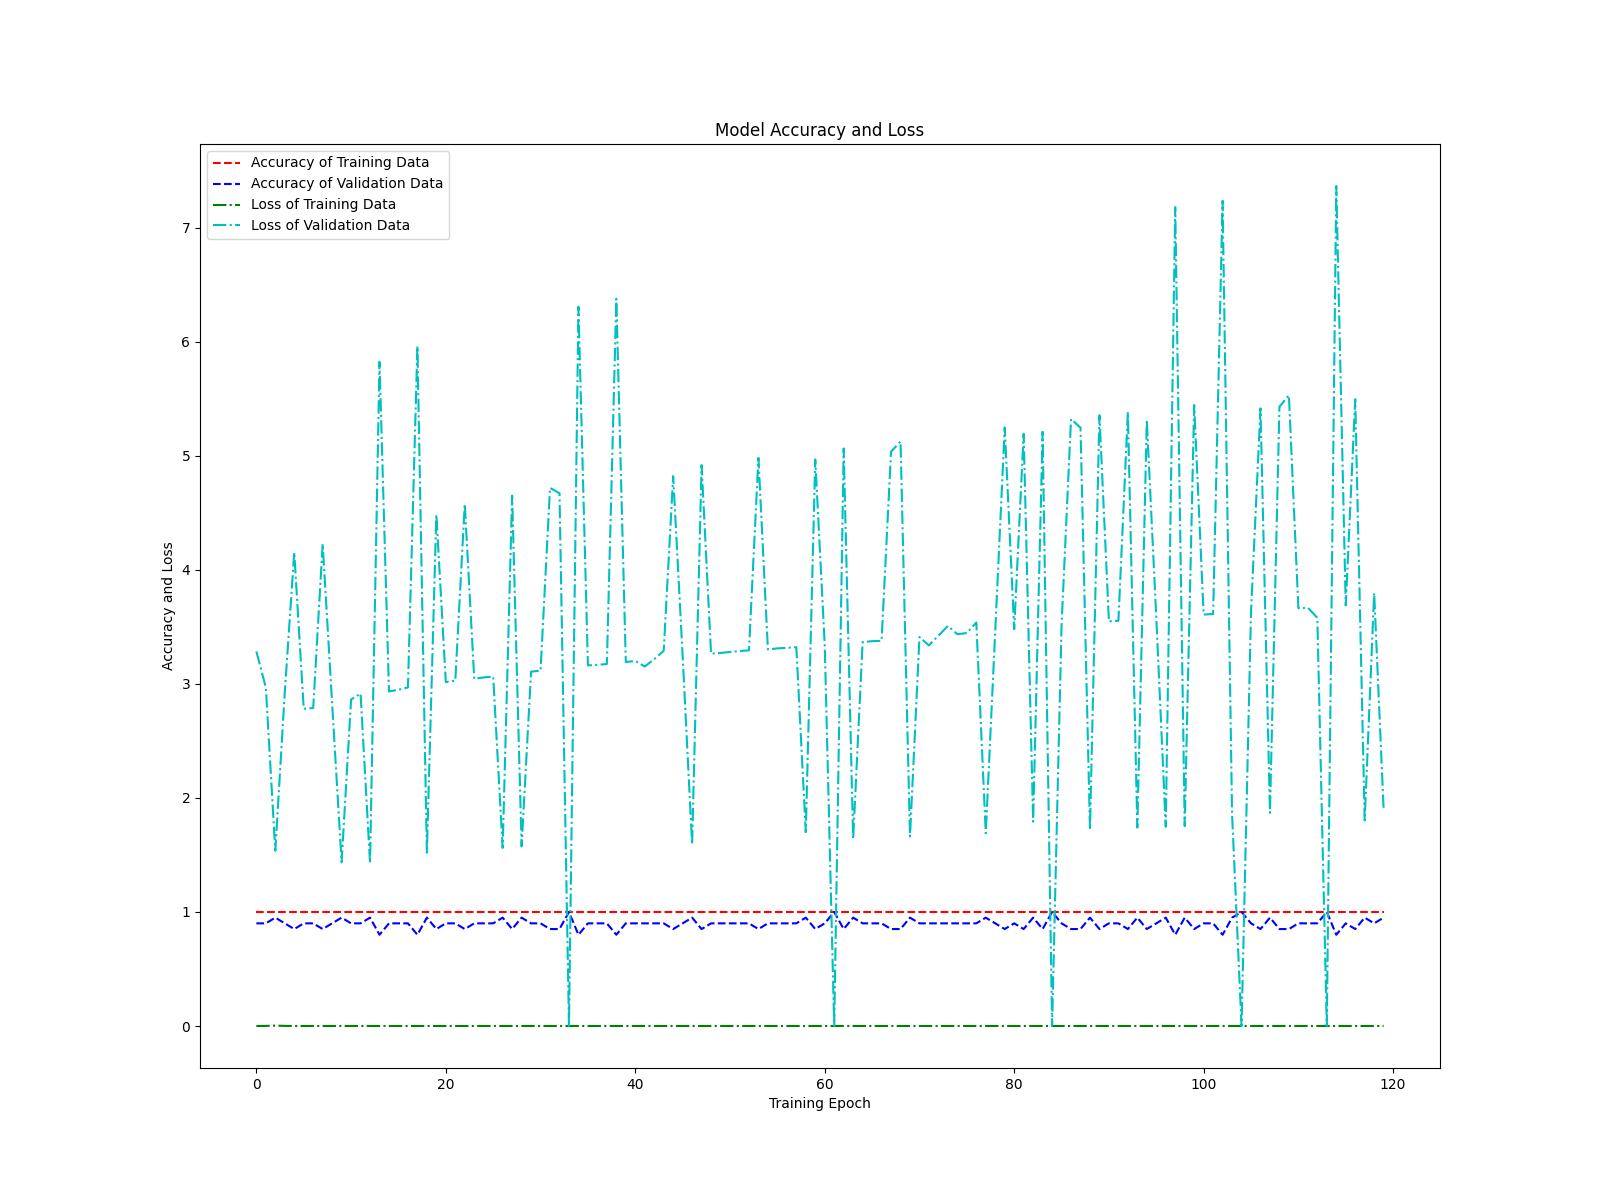 Model Accuracy and Loss
Accuracy of Training Data
Accuracy of Validation Data
Loss of Training Data
Loss of Validation Data
7
6
5
4
3
2
1
0
Accuracy and Loss
0 20 40 60 80 100 120
Training Epoch